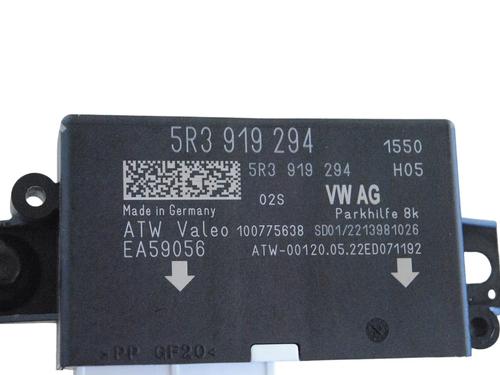 5R3 919 294 1550
5R3 919 294 H05
02S VW AG
Made in Germany Parkhilfe 8k
ATW Valeo 100775638 SD01/2213981026
EA59056 ATW-00120.05.22ED071192
>PP GF20<